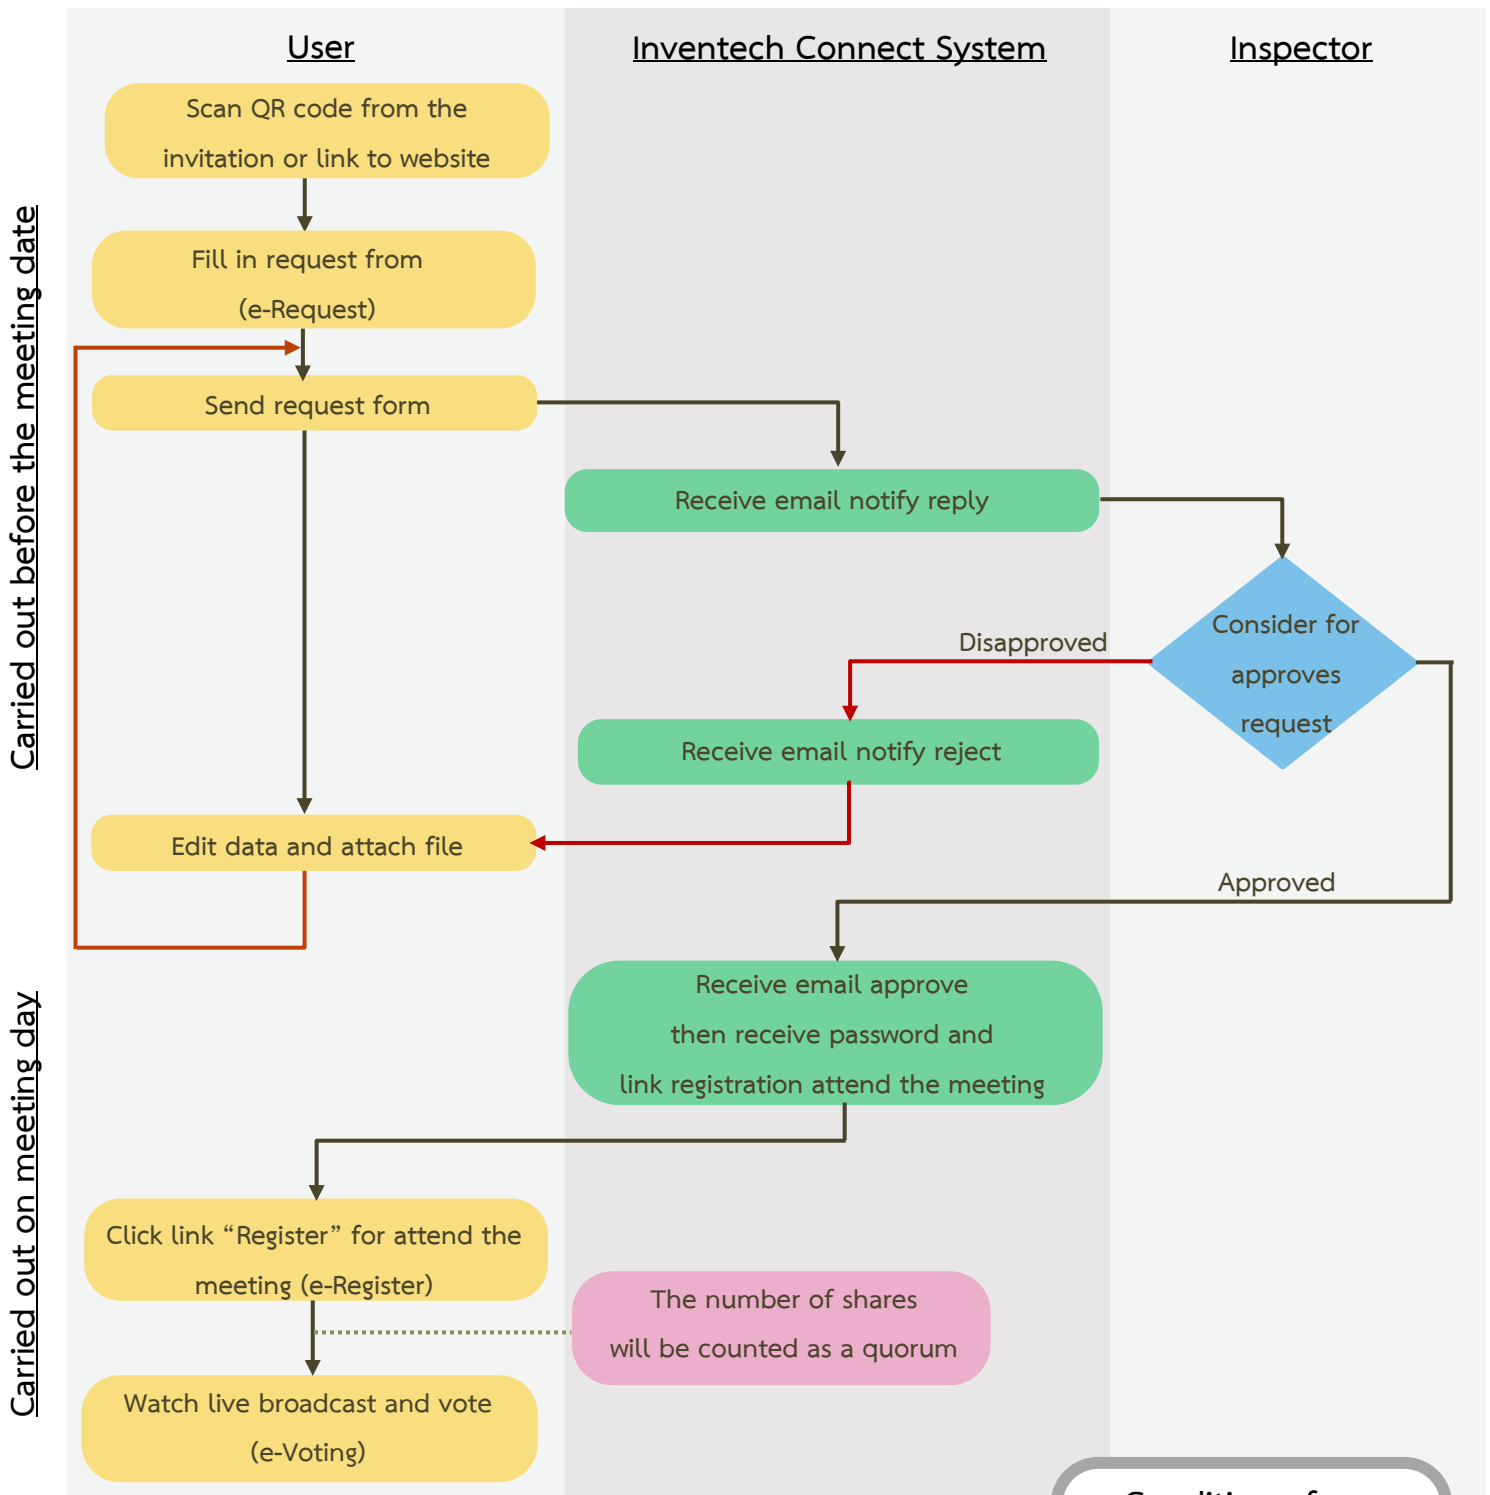 User
Inventech Connect System
Inspector
Carried out before the meeting date
Scan QR code from the
invitation or link to website
Fill in request from
(e-Request)
Send request form
Receive email notify reply
Consider for
approves
request
Disapproved
Receive email notify reject
Edit data and attach file
Approved
Carried out on meeting day
Receive email approve
then receive password and
link registration attend the meeting
Click link “Register” for attend the
meeting (e-Register)
The number of shares
will be counted as a quorum
Watch live broadcast and vote
(e-Voting)